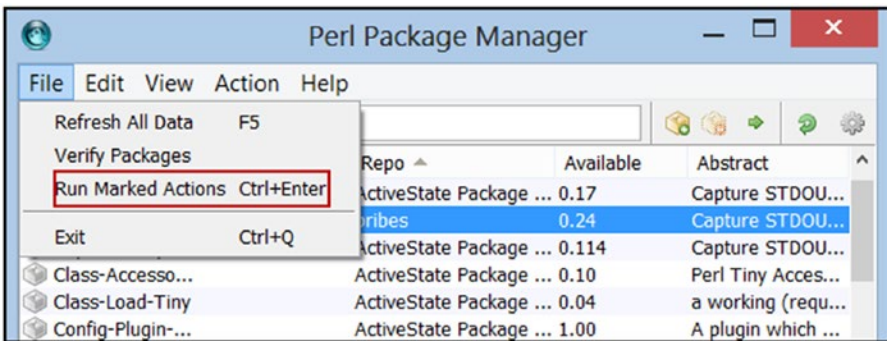 Perl Package Manager
File Edit View Action Help
Refresh All Data F5
Verify Packages
Run Marked Actions Ctrl+Enter
Exit Ctrl+Q
Repo Available Abstract
ActiveState Package ... 0.17 Capture STDOU...
bribes 0.24 Capture STDOU...
ActiveState Package ... 0.114 Capture STDOU...
Class-Accesso... ActiveState Package ... 0.10 Perl Tiny Acces...
Class-Load-Tiny ActiveState Package ... 0.04 a working (requ...
Config-Plugin-... ActiveState Package ... 1.00 A plugin which ...